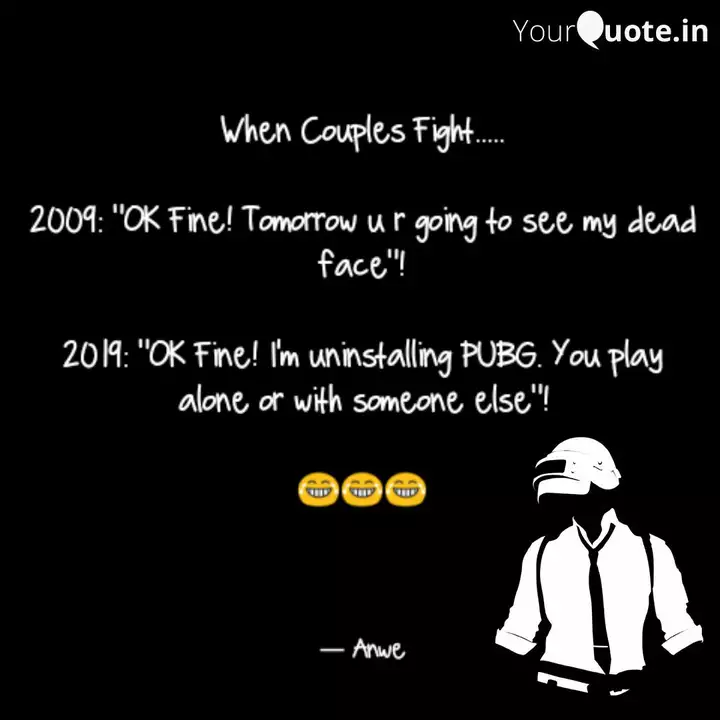 YourQuote.in
When Couples Fight.....
2009: "OK Fine! Tomorrow u r going to see my dead
face"!
2019: "OK Fine! I'm uninstalling PUBG. You play
alone or with someone else"!
😂😂😂
— Anwe